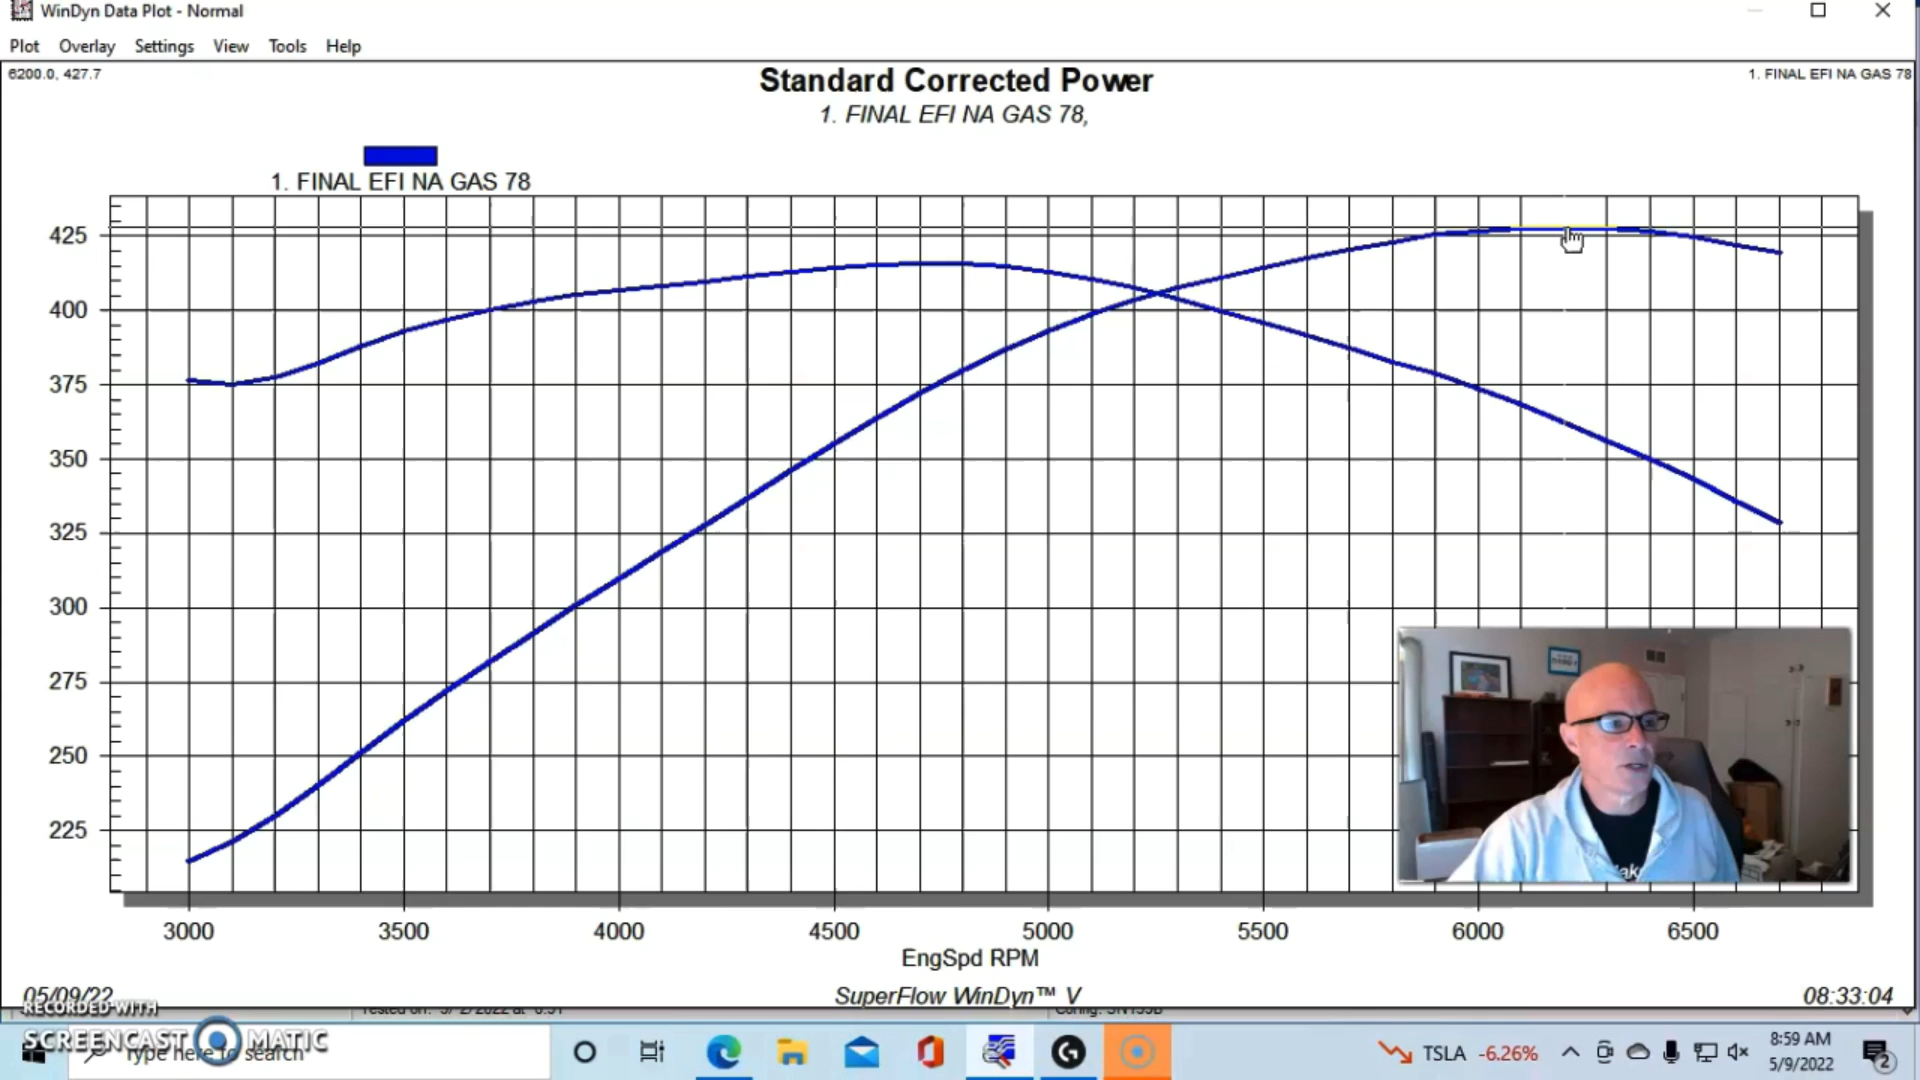 WinDyn Data Plot - Normal
Plot Overlay Settings View Tools Help
6200.0, 427.7
1. FINAL EFI NA GAS 78
Standard Corrected Power
1. FINAL EFI NA GAS 78,
1. FINAL EFI NA GAS 78
425
400
375
350
325
300
275
250
225
3000 3500 4000 4500 5000 5500 6000 6500
EngSpd RPM
05/09/22
SuperFlow WinDyn™ V
08:33:04
RECORDED WITH
SCREENCAST MATIC
Type here to search
TSLA -6.26%
8:59 AM
5/9/2022
2